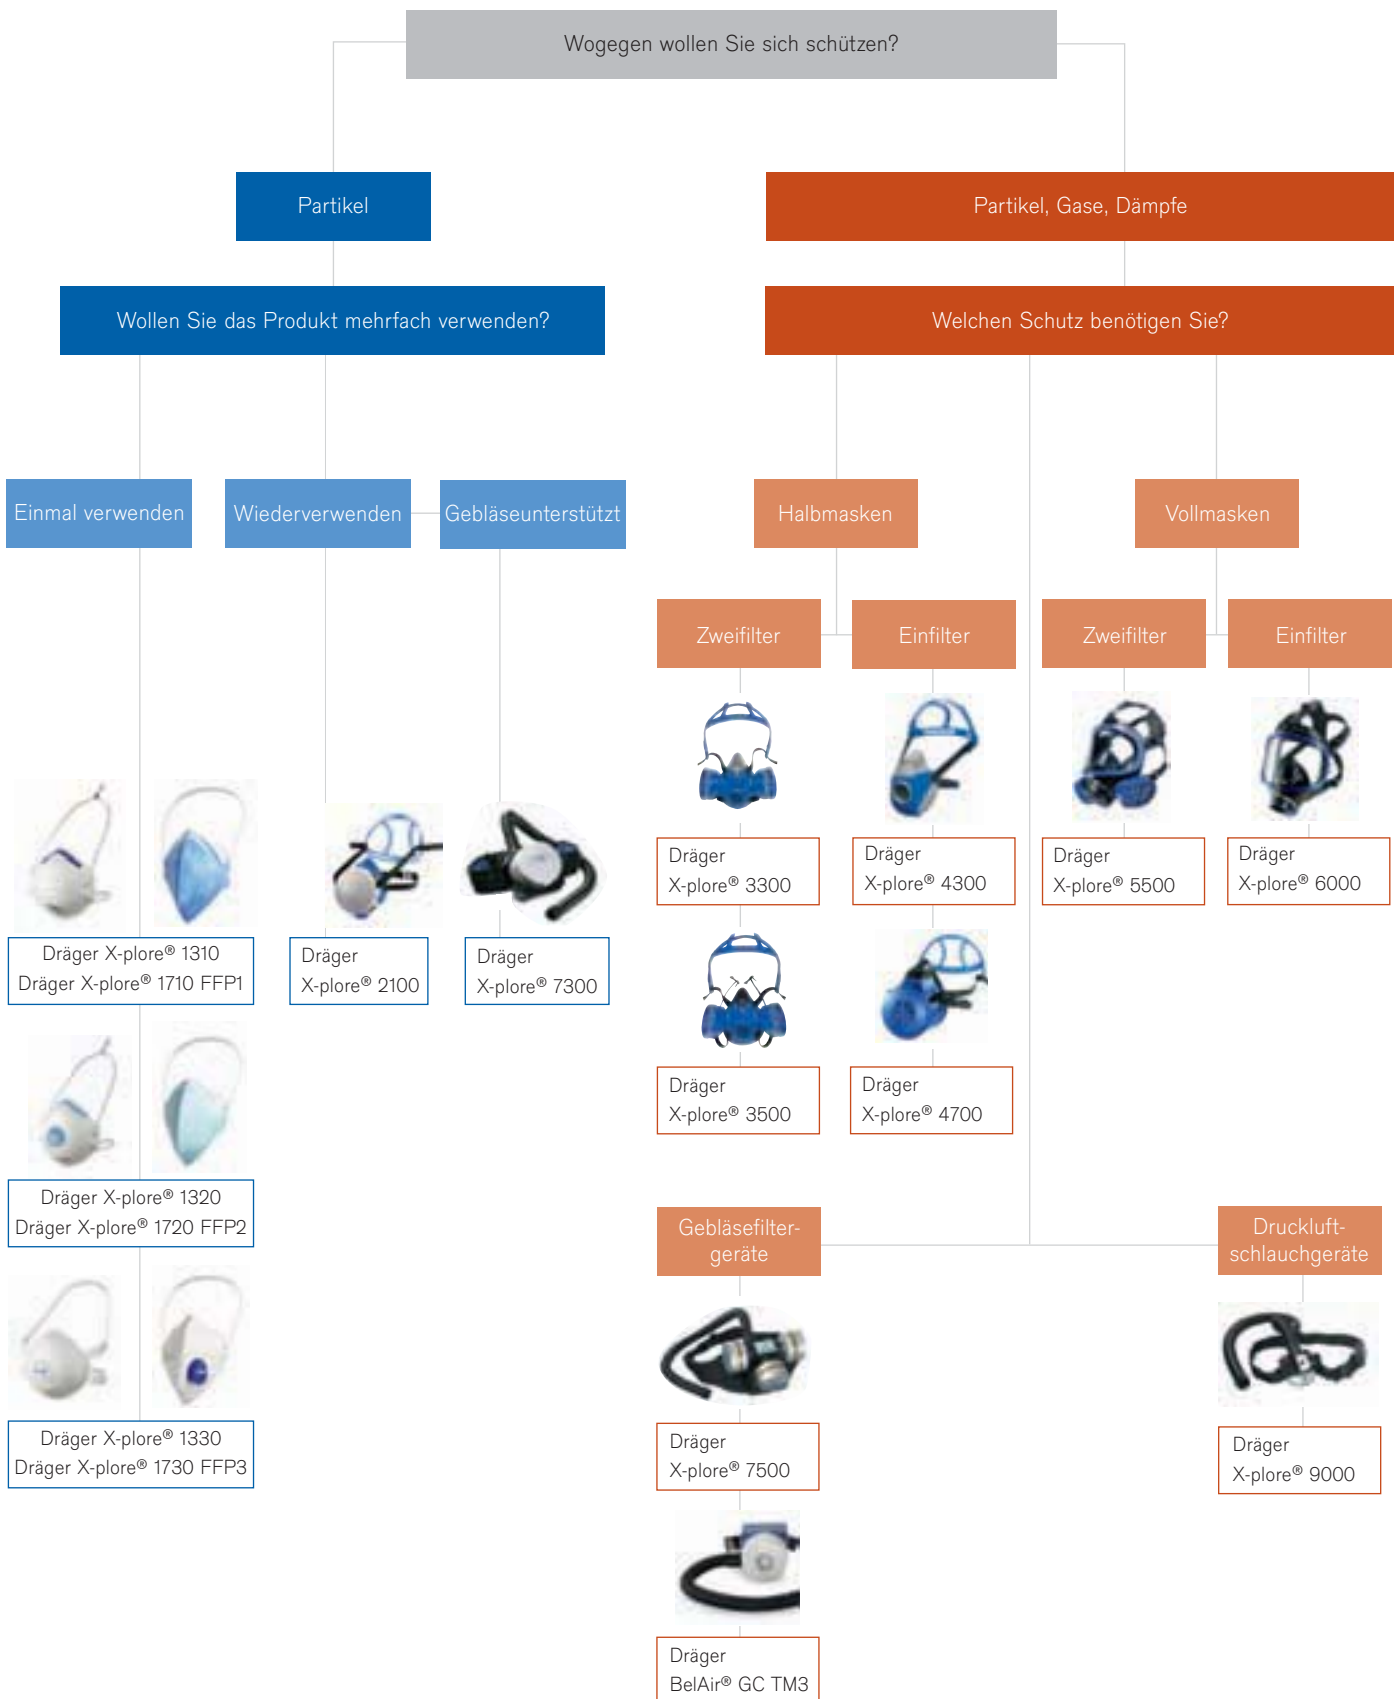 Wogegen wollen Sie sich schützen?
Partikel
Partikel, Gase, Dämpfe
Wollen Sie das Produkt mehrfach verwenden?
Welchen Schutz benötigen Sie?
Einmal verwenden
Wiederverwenden
Gebläseunterstützt
Halbmasken
Vollmasken
Zweifilter
Einfilter
Zweifilter
Einfilter
Dräger
X-plore® 3300
Dräger
X-plore® 4300
Dräger
X-plore® 5500
Dräger
X-plore® 6000
Dräger X-plore® 1310
Dräger X-plore® 1710 FFP1
Dräger
X-plore® 2100
Dräger
X-plore® 7300
Dräger
X-plore® 3500
Dräger
X-plore® 4700
Dräger X-plore® 1320
Dräger X-plore® 1720 FFP2
Gebläsefilter-
geräte
Druckluft-
schlauchgeräte
Dräger X-plore® 1330
Dräger X-plore® 1730 FFP3
Dräger
X-plore® 7500
Dräger
X-plore® 9000
Dräger
BelAir® GC TM3